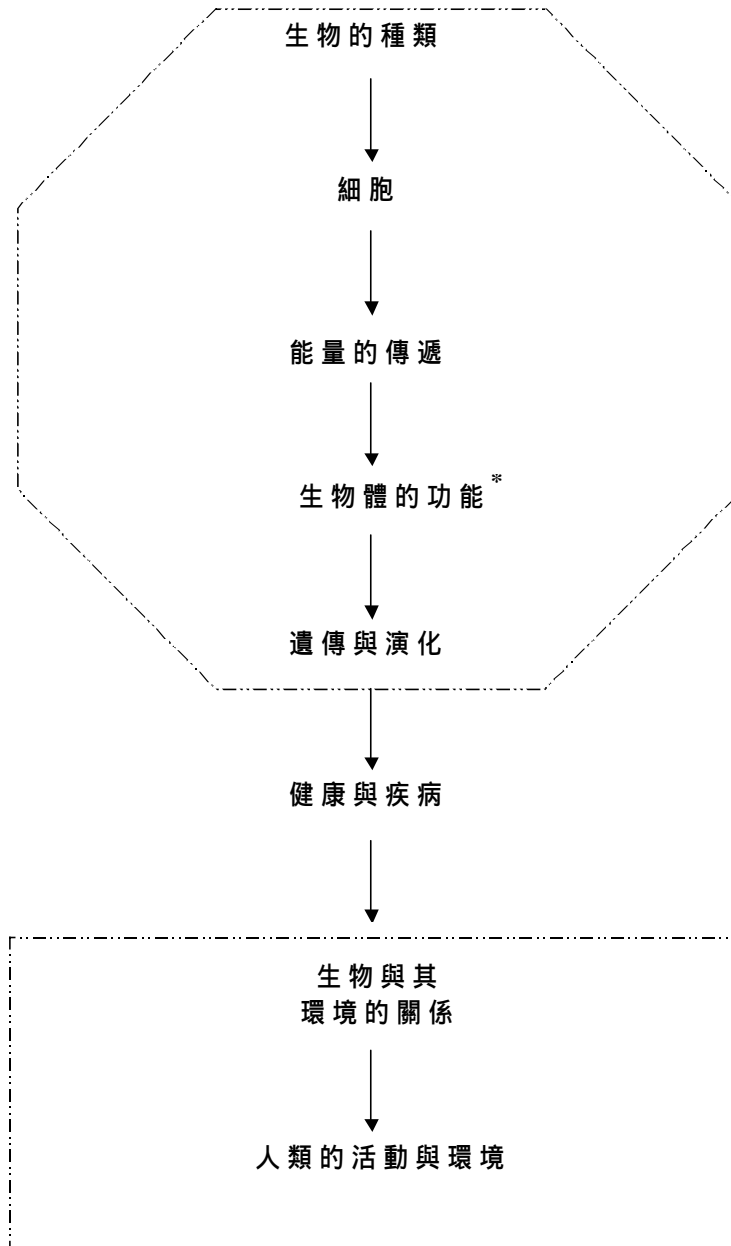 生物的種類
細胞
能量的傳遞
生物體的功能*
遺傳與演化
健康與疾病
生物與其
環境的關係
人類的活動與環境